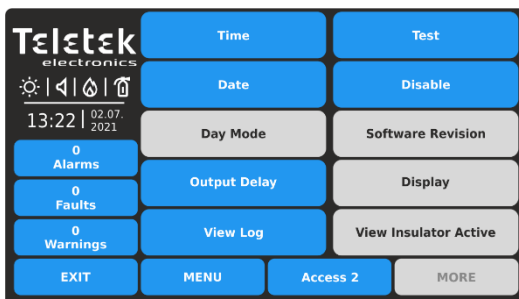 Teletek
electronics
13:22
02.07.
2021
0
Alarms
0
Faults
0
Warnings
EXIT
Time
Test
Date
Disable
Day Mode
Software Revision
Output Delay
Display
View Log
View Insulator Active
MENU
Access 2
MORE